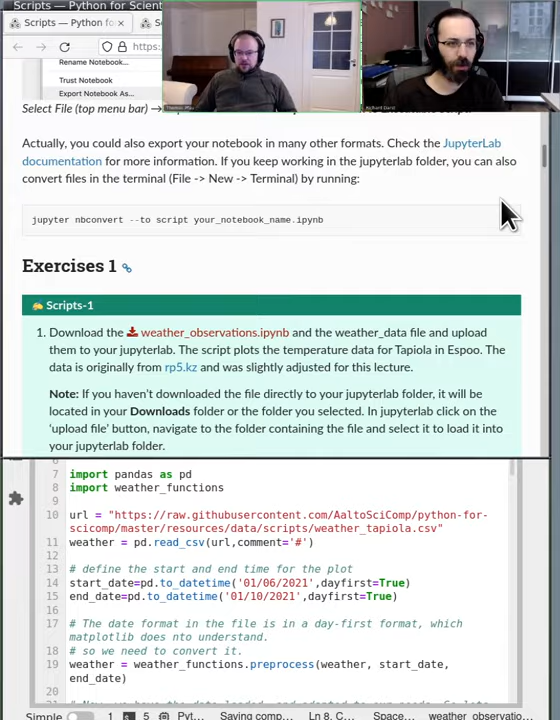 Scripts — Python for Scient
Scripts — Python for
Sc
https:
Rename Notebook...
Trust Notebook
Export Notebook As...
Select File (top menu bar) →
Actually, you could also export your notebook in many other formats. Check the JupyterLab
documentation for more information. If you keep working in the jupyterlab folder, you can also
convert files in the terminal (File -> New -> Terminal) by running:
jupyter nbconvert --to script your_notebook_name.ipynb
Exercises 1
Scripts-1
1. Download the weather_observations.ipynb and the weather_data file and upload
them to your jupyterlab. The script plots the temperature data for Tapiola in Espoo. The
data is originally from rp5.kz and was slightly adjusted for this lecture.
Note: If you haven't downloaded the file directly to your jupyterlab folder, it will be
located in your Downloads folder or the folder you selected. In jupyterlab click on the
'upload file' button, navigate to the folder containing the file and select it to load it into
your jupyterlab folder.
7 import pandas as pd
8 import weather_functions
9
10 url = "https://raw.githubusercontent.com/AaltoSciComp/python-for-
scicomp/master/resources/data/scripts/weather_tapiola.csv"
11 weather = pd.read_csv(url,comment='#')
12
13 # define the start and end time for the plot
14 start_date=pd.to_datetime('01/06/2021',dayfirst=True)
15 end_date=pd.to_datetime('01/10/2021',dayfirst=True)
16
17 # The date format in the file is in a day-first format, which
matplotlib does nto understand.
18 # so we need to convert it.
19 weather = weather_functions.preprocess(weather, start_date,
end_date)
20
Simple 1 5 Pyt... Saving comp... Ln 8, C... Space... weather_observatio...